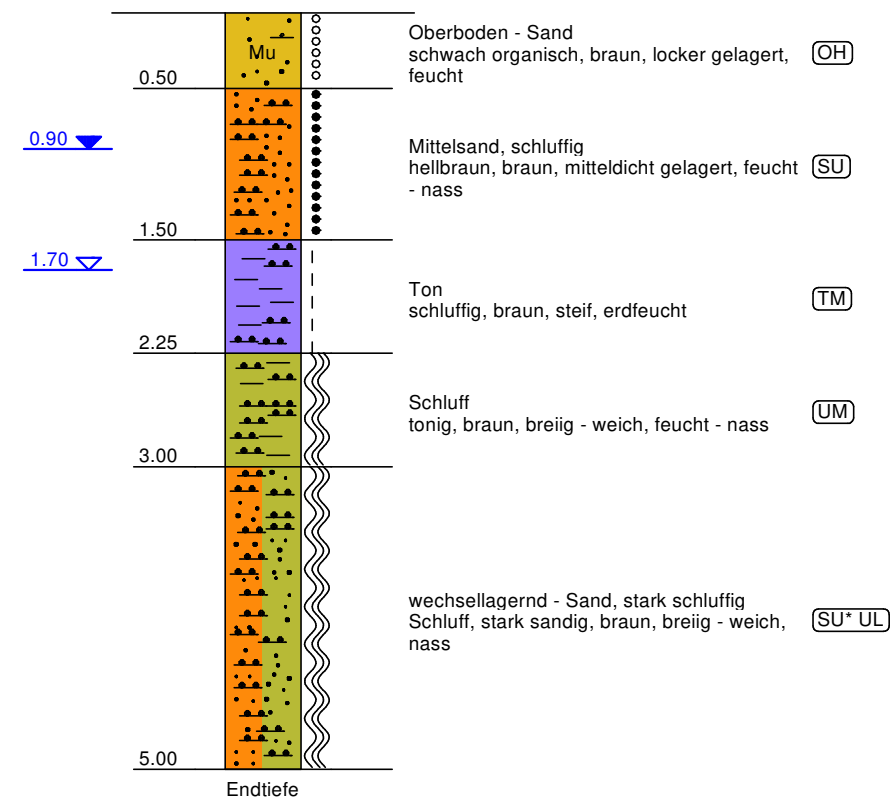 Mu
Oberboden - Sand
schwach organisch, braun, locker gelagert,
feucht
OH
0.50
0.90
Mittelsand, schluffig
hellbraun, braun, mitteldicht gelagert, feucht
- nass
SU
1.50
1.70
Ton
schluffig, braun, steif, erdfeucht
TM
2.25
Schluff
tonig, braun, breiig - weich, feucht - nass
UM
3.00
wechsellagernd - Sand, stark schluffig
Schluff, stark sandig, braun, breiig - weich,
nass
SU* UL
5.00
Endtiefe